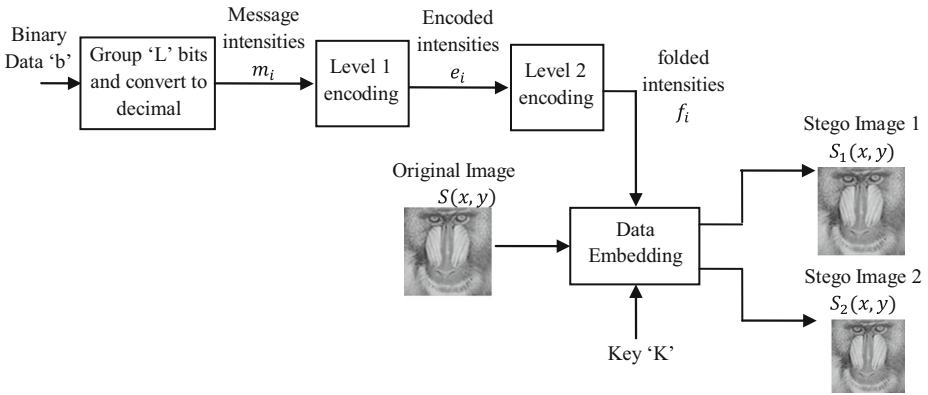 Binary
Data ‘b’
Group ‘L’ bits
and convert to
decimal
Message
intensities
m_i
Level 1
encoding
Encoded
intensities
e_i
Level 2
encoding
folded
intensities
f_i
Original Image
S(x, y)
Data
Embedding
Key ‘K’
Stego Image 1
S_1(x, y)
Stego Image 2
S_2(x, y)